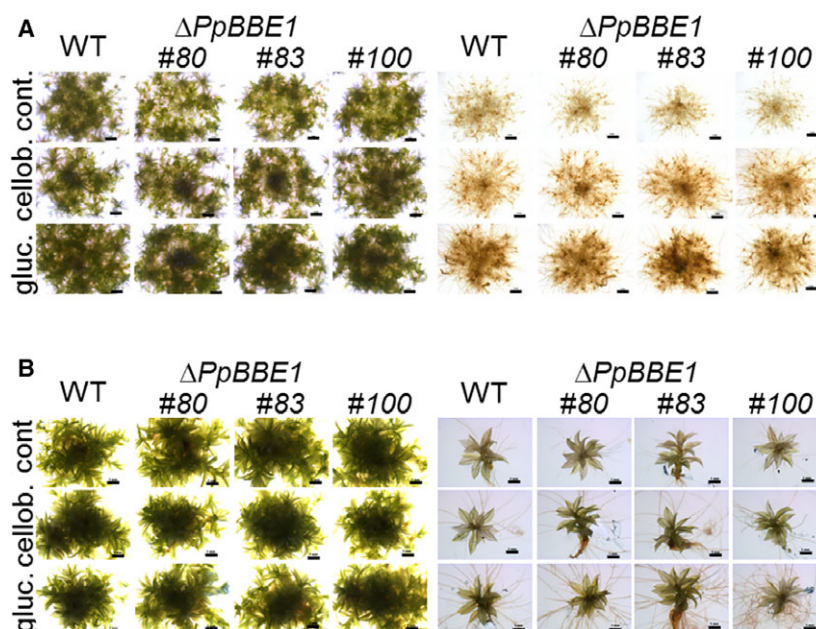 A
WT ΔPpBBE1 WT ΔPpBBE1
#80 #83 #100 #80 #83 #100
cont.
cellob.
gluc.
B
WT ΔPpBBE1 WT ΔPpBBE1
#80 #83 #100 #80 #83 #100
cont
cellob.
gluc.